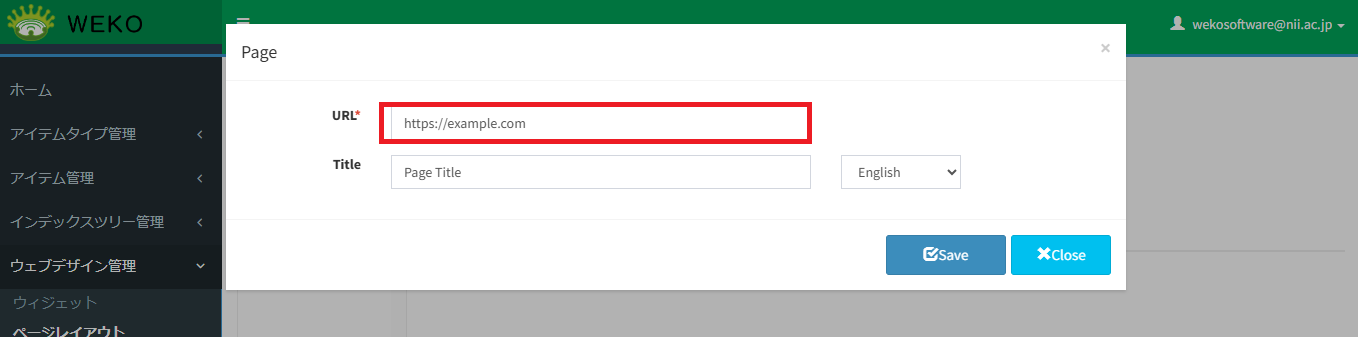 WEKO
wekosoftware@nii.ac.jp
Page
×
URL*
https://example.com
Title
Page Title
English
Save
Close
ホーム
アイテムタイプ管理
アイテム管理
インデックスツリー管理
ウェブデザイン管理
ウィジェット
ページレイアウト